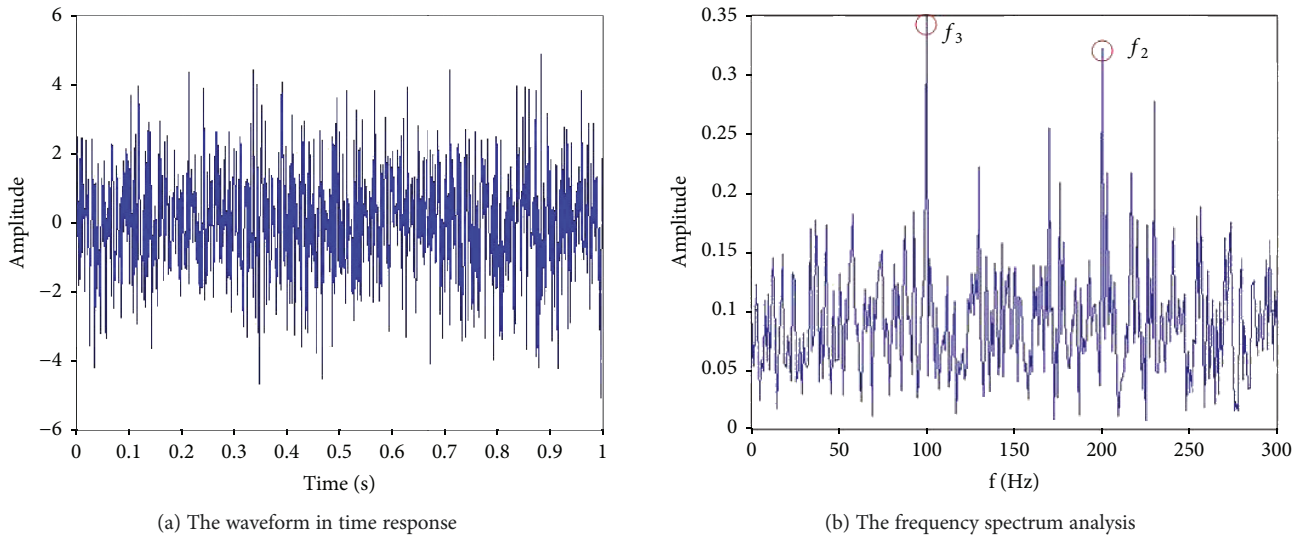 6
4
2
0
−2
−4
−6
Amplitude
0 0.1 0.2 0.3 0.4 0.5 0.6 0.7 0.8 0.9 1
Time (s)
(a) The waveform in time response
0.35
0.3
0.25
0.2
0.15
0.1
0.05
0
Amplitude
f3
f2
0 50 100 150 200 250 300
f (Hz)
(b) The frequency spectrum analysis